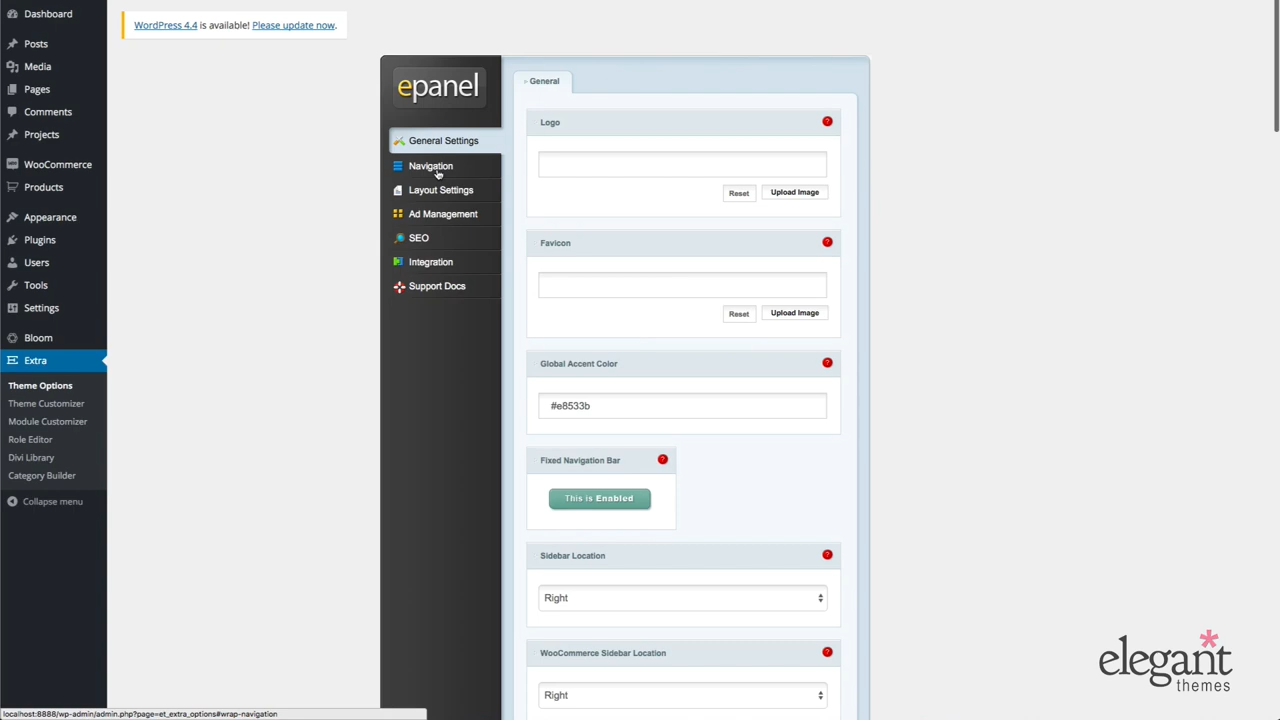 Dashboard
Posts
Media
Pages
Comments
Projects
WooCommerce
Products
Appearance
Plugins
Users
Tools
Settings
Bloom
Extra
Theme Options
Theme Customizer
Module Customizer
Role Editor
Divi Library
Category Builder
Collapse menu
WordPress 4.4 is available! Please update now.
epanel
General Settings
Navigation
Layout Settings
Ad Management
SEO
Integration
Support Docs
General
Logo ?
Reset Upload Image
Favicon ?
Reset Upload Image
Global Accent Color ?
#e8533b
Fixed Navigation Bar ?
This is Enabled
Sidebar Location ?
Right
WooCommerce Sidebar Location ?
Right
elegant
themes
localhost:8888/wp-admin/admin.php?page=et_extra_options#wrap-navigation